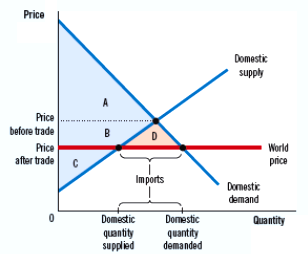 Price
Domestic
supply
A
Price
before trade
B
D
Price
after trade
World
price
C
Imports
Domestic
demand
0
Domestic
quantity
supplied
Domestic
quantity
demanded
Quantity